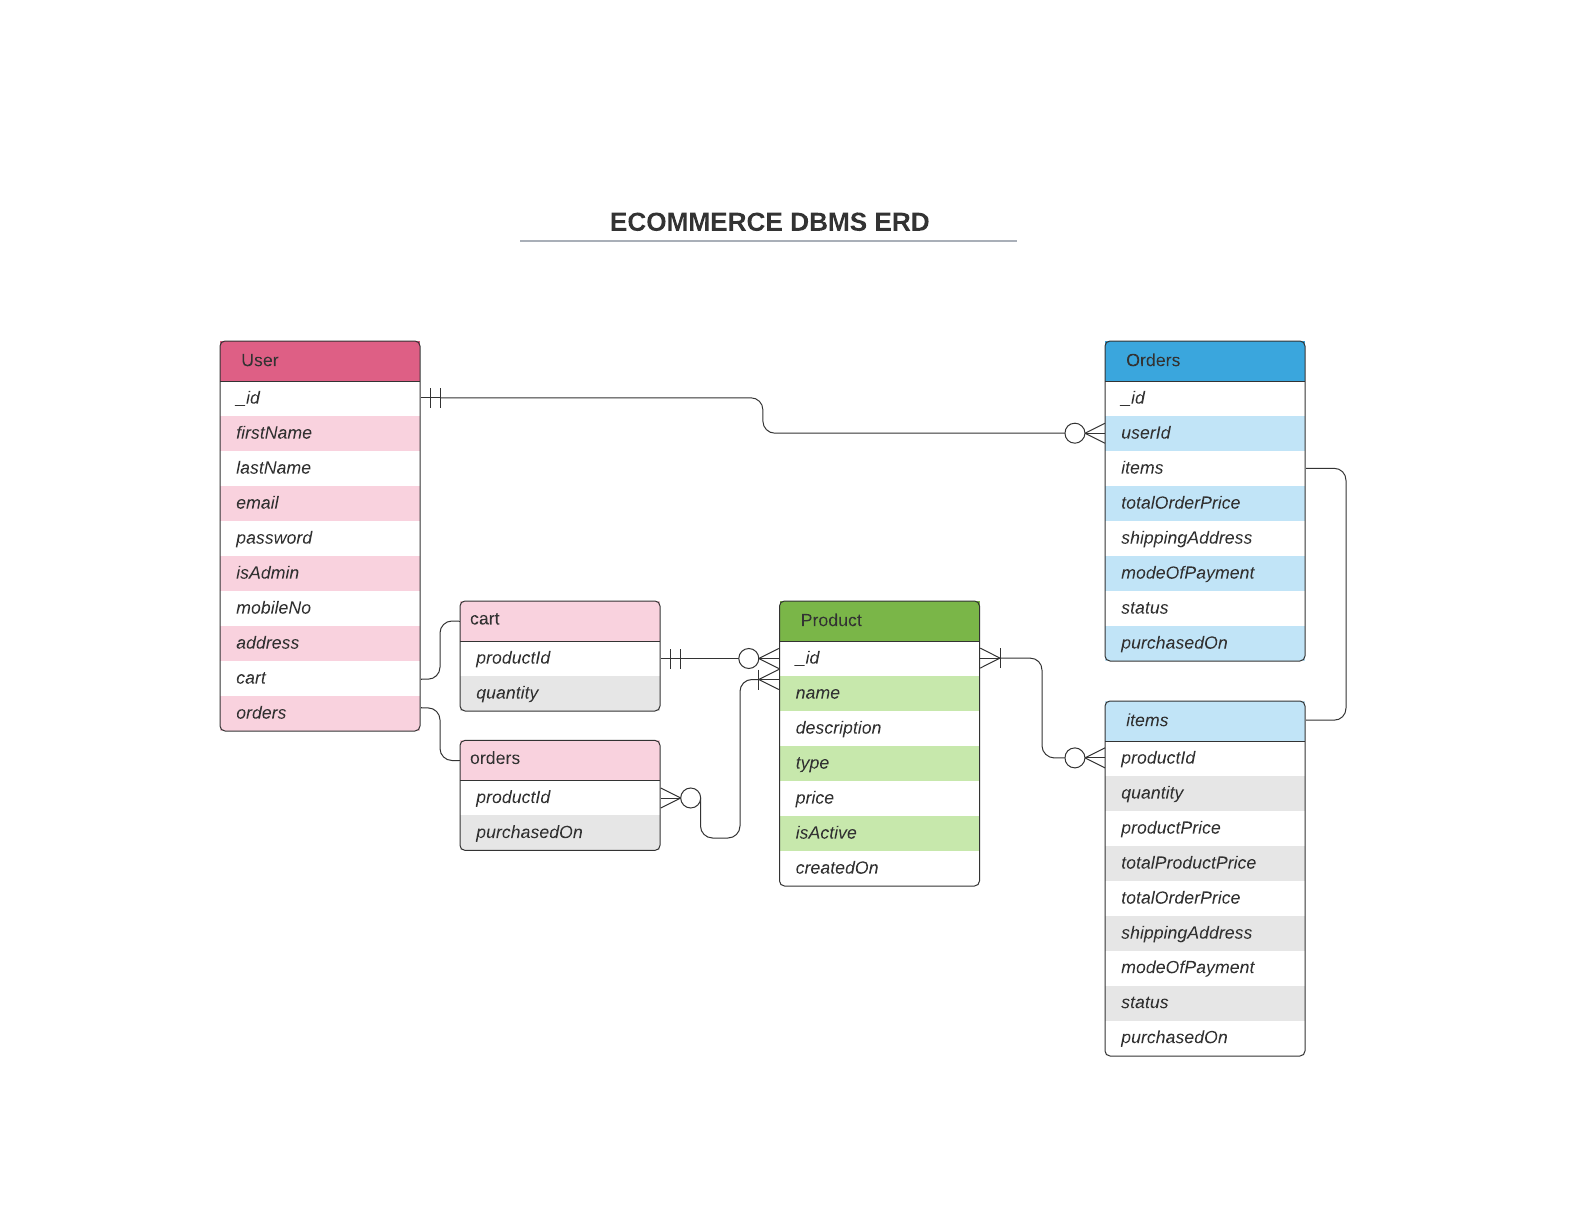 ECOMMERCE DBMS ERD
User
_id
firstName
lastName
email
password
isAdmin
mobileNo
address
cart
orders
cart
productId
quantity
orders
productId
purchasedOn
Product
_id
name
description
type
price
isActive
createdOn
Orders
_id
userId
items
totalOrderPrice
shippingAddress
modeOfPayment
status
purchasedOn
items
productId
quantity
productPrice
totalProductPrice
totalOrderPrice
shippingAddress
modeOfPayment
status
purchasedOn